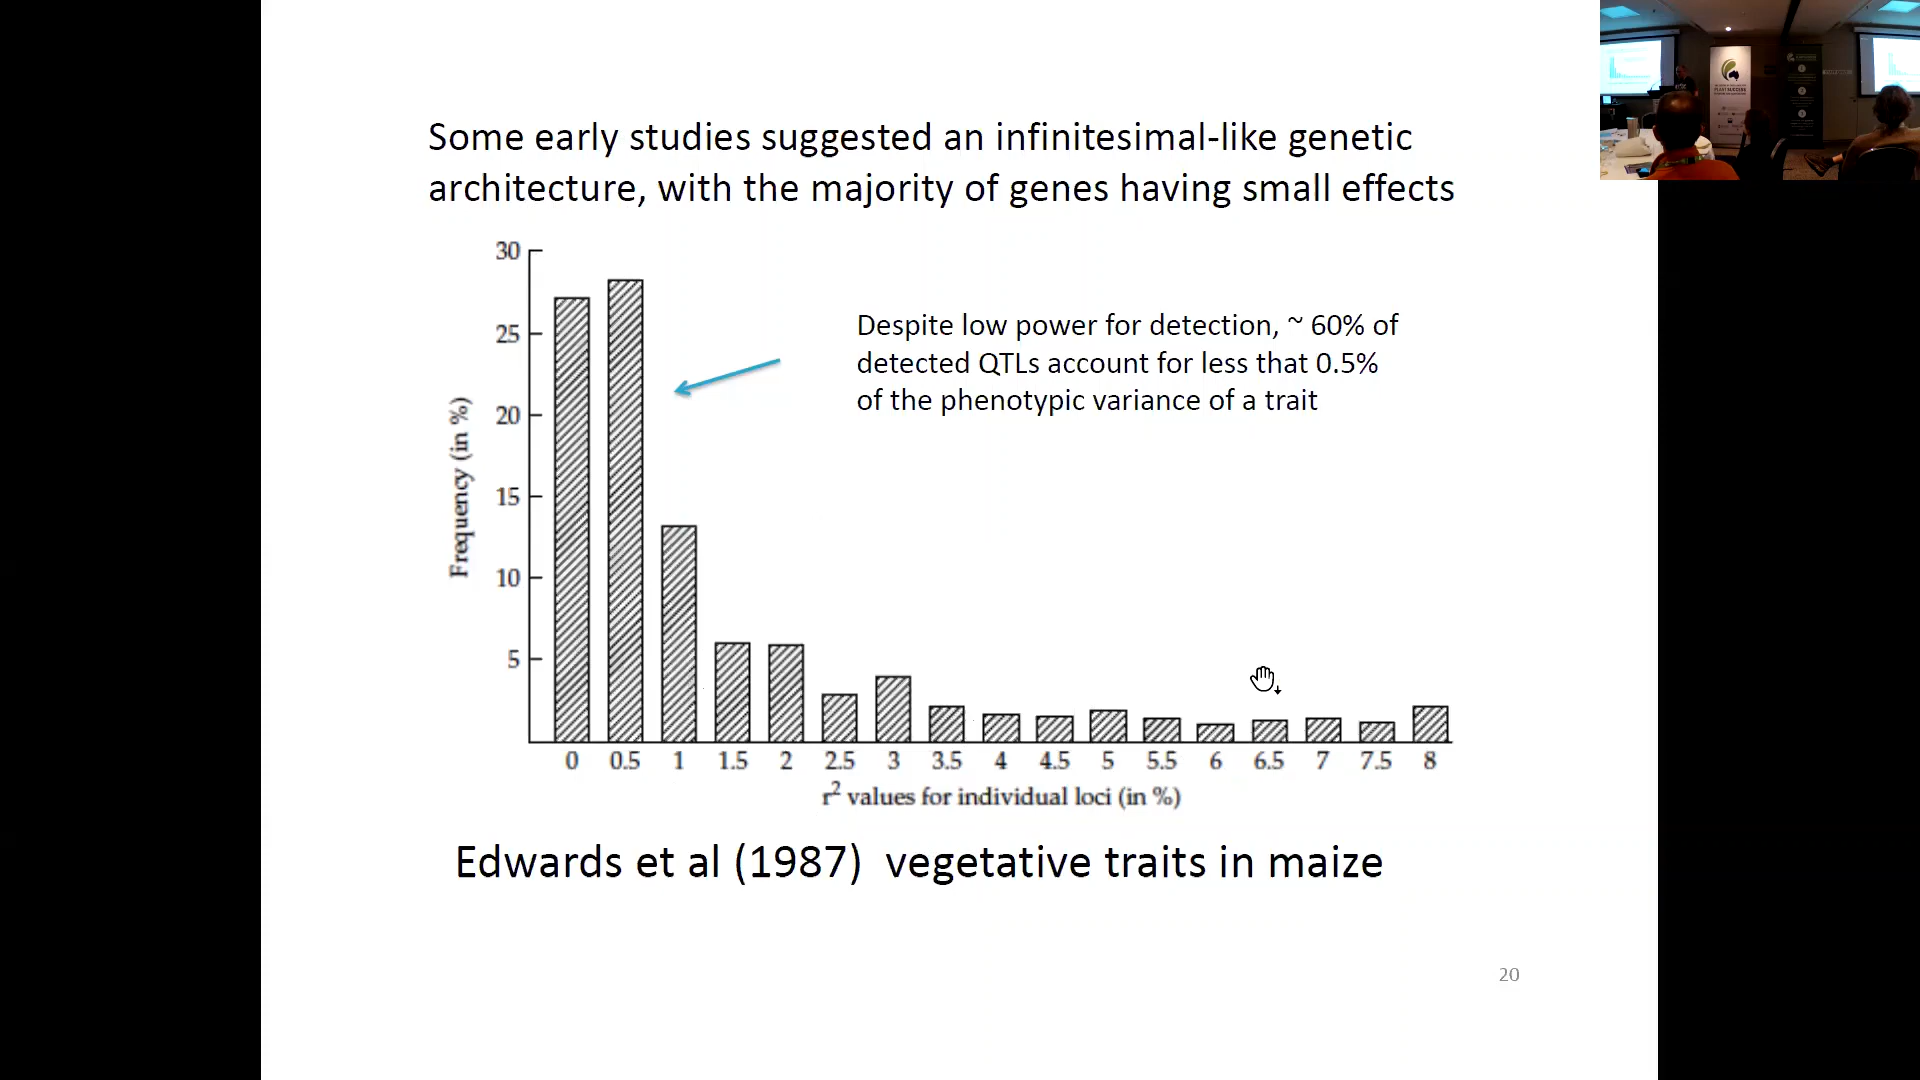 Some early studies suggested an infinitesimal-like genetic
architecture, with the majority of genes having small effects
30
25
20
15
10
5
Frequency (in %)
Despite low power for detection, ~ 60% of
detected QTLs account for less that 0.5%
of the phenotypic variance of a trait
0 0.5 1 1.5 2 2.5 3 3.5 4 4.5 5 5.5 6 6.5 7 7.5 8
r² values for individual loci (in %)
Edwards et al (1987) vegetative traits in maize
20
PLANT SUCCESS